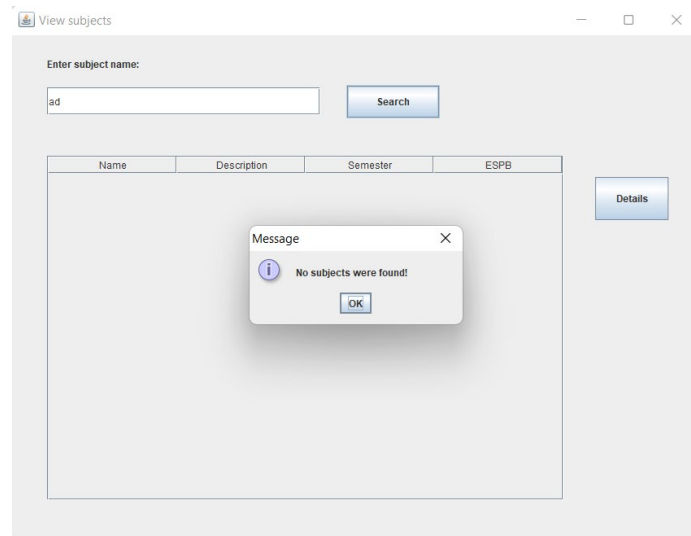 View subjects
Enter subject name:
ad
Search
Name Description Semester ESPB
Details
Message
No subjects were found!
OK